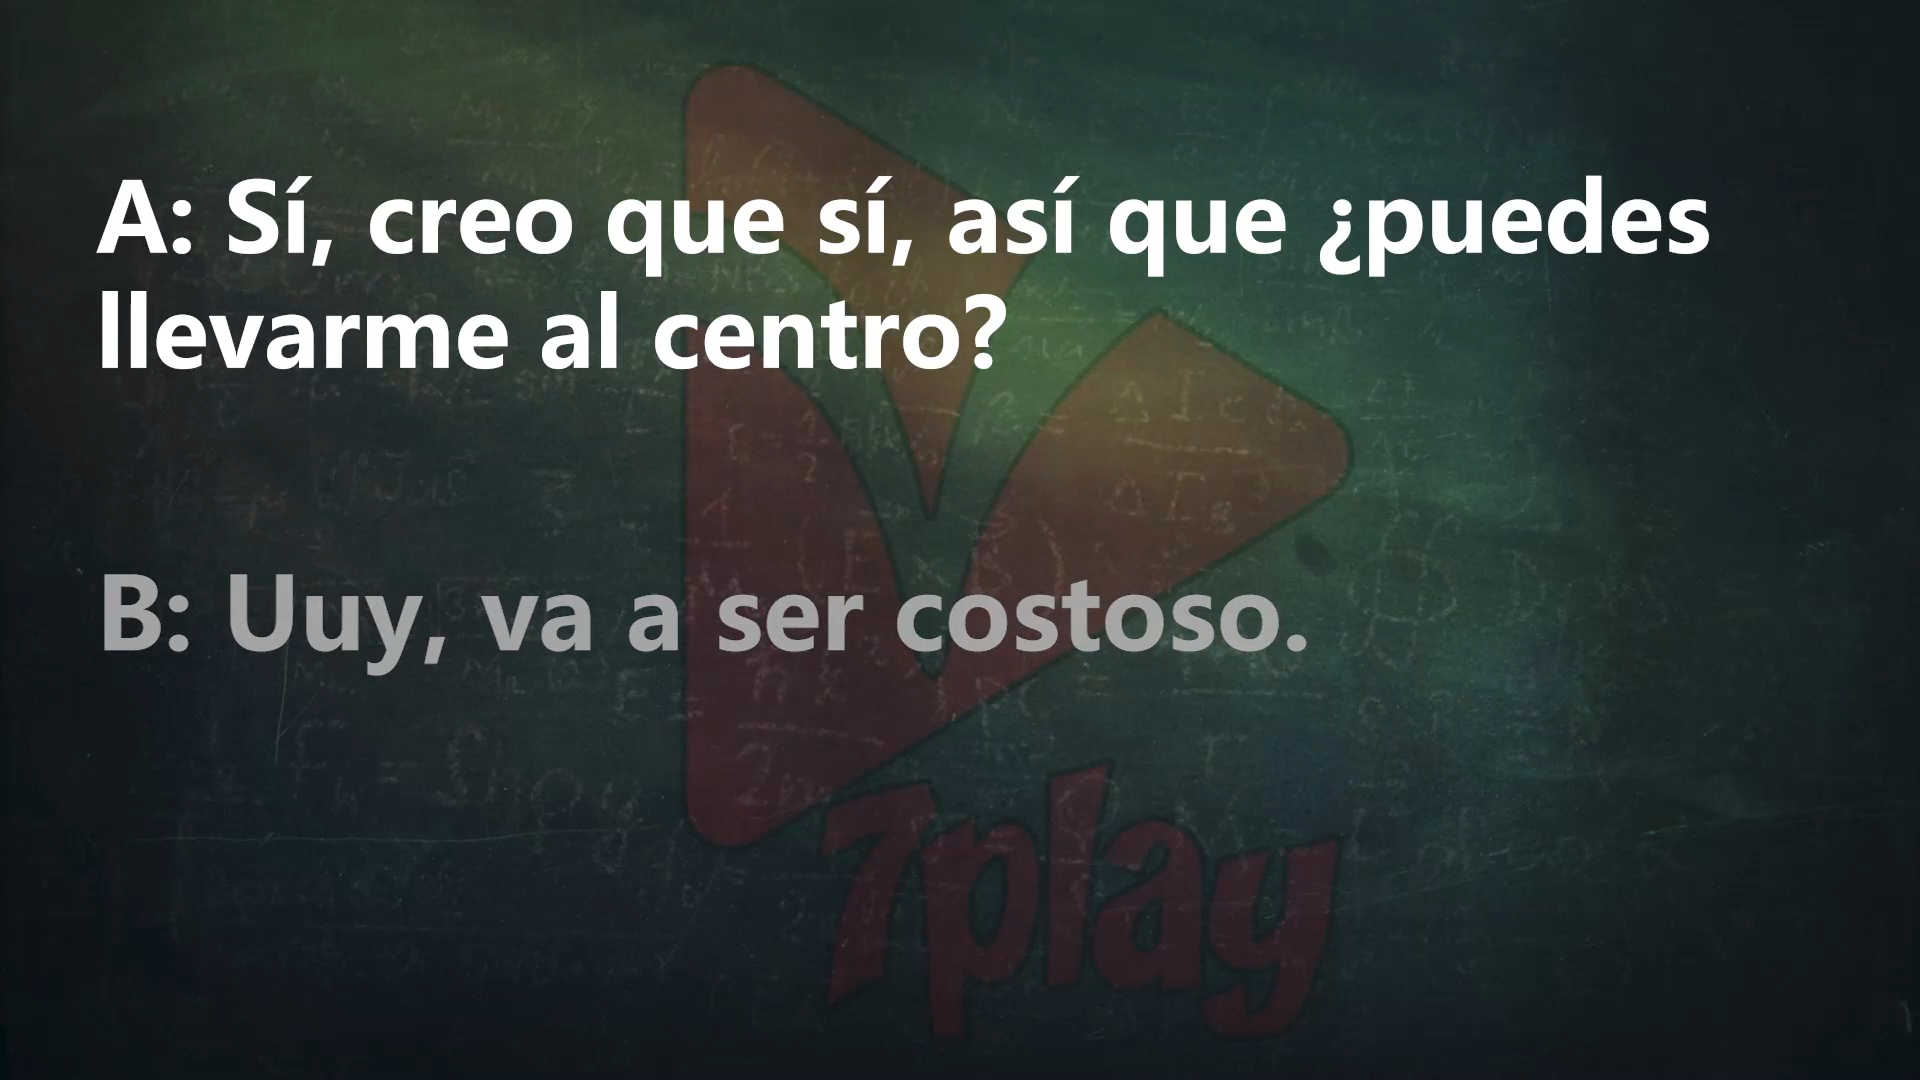 A: Sí, creo que sí, así que ¿puedes
llevarme al centro?
B: Uuy, va a ser costoso.
7play